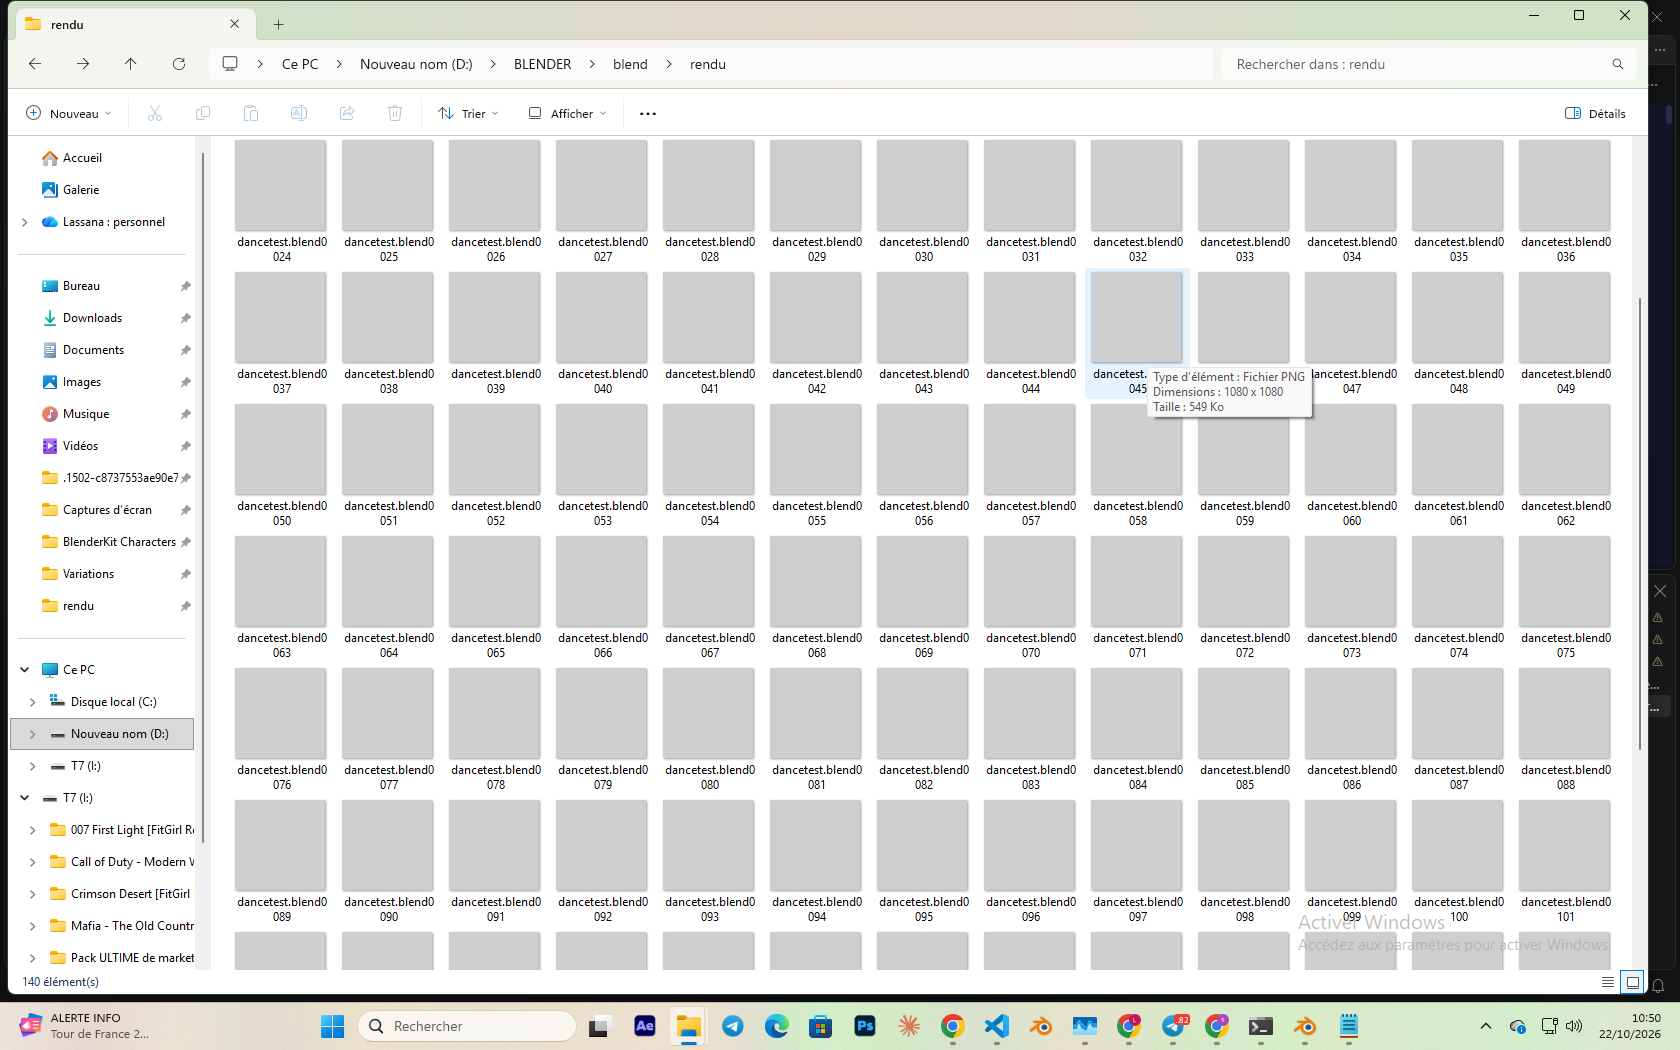 rendu
Ce PC
Nouveau nom (D:)
BLENDER
blend
rendu
Rechercher dans : rendu
Nouveau
Trier
Afficher
Détails
Accueil
Galerie
Lassana : personnel
Bureau
Downloads
Documents
Images
Musique
Vidéos
.1502-c8737553ae90e7
Captures d'écran
BlenderKit Characters
Variations
rendu
Ce PC
Disque local (C:)
Nouveau nom (D:)
T7 (I:)
T7 (I:)
007 First Light [FitGirl Re
Call of Duty - Modern W
Crimson Desert [FitGirl
Mafia - The Old Countr
Pack ULTIME de market
dancetest.blend0 dancetest.blend0 dancetest.blend0 dancetest.blend0 dancetest.blend0 dancetest.blend0 dancetest.blend0 dancetest.blend0 dancetest.blend0 dancetest.blend0 dancetest.blend0 dancetest.blend0 dancetest.blend0
024 025 026 027 028 029 030 031 032 033 034 035 036
dancetest.blend0 dancetest.blend0 dancetest.blend0 dancetest.blend0 dancetest.blend0 dancetest.blend0 dancetest.blend0 dancetest.blend0 dancetest. dancetest.blend0 dancetest.blend0 dancetest.blend0
037 038 039 040 041 042 043 044 045 047 048 049
Type d'élément : Fichier PNG
Dimensions : 1080 x 1080
Taille : 549 Ko
dancetest.blend0 dancetest.blend0 dancetest.blend0 dancetest.blend0 dancetest.blend0 dancetest.blend0 dancetest.blend0 dancetest.blend0 dancetest.blend0 dancetest.blend0 dancetest.blend0 dancetest.blend0 dancetest.blend0
050 051 052 053 054 055 056 057 058 059 060 061 062
dancetest.blend0 dancetest.blend0 dancetest.blend0 dancetest.blend0 dancetest.blend0 dancetest.blend0 dancetest.blend0 dancetest.blend0 dancetest.blend0 dancetest.blend0 dancetest.blend0 dancetest.blend0 dancetest.blend0
063 064 065 066 067 068 069 070 071 072 073 074 075
dancetest.blend0 dancetest.blend0 dancetest.blend0 dancetest.blend0 dancetest.blend0 dancetest.blend0 dancetest.blend0 dancetest.blend0 dancetest.blend0 dancetest.blend0 dancetest.blend0 dancetest.blend0 dancetest.blend0
076 077 078 079 080 081 082 083 084 085 086 087 088
dancetest.blend0 dancetest.blend0 dancetest.blend0 dancetest.blend0 dancetest.blend0 dancetest.blend0 dancetest.blend0 dancetest.blend0 dancetest.blend0 dancetest.blend0 dancetest.blend0 dancetest.blend0 dancetest.blend0
089 090 091 092 093 094 095 096 097 098 099 100 101
Activer Windows
Accédez aux paramètres pour activer Windows.
140 élément(s)
ALERTE INFO
Tour de France 2...
Rechercher
Ae
Ps
L
82
s
10:50
22/10/2026